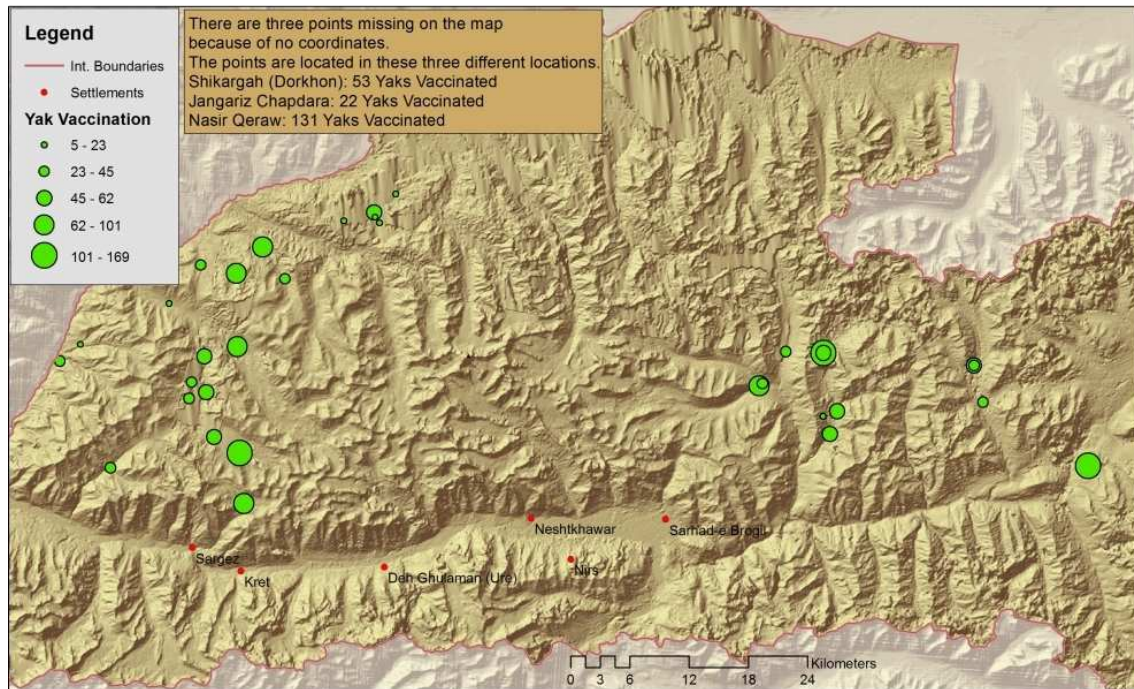 Legend
Int. Boundaries
Settlements
Yak Vaccination
5 - 23
23 - 45
45 - 62
62 - 101
101 - 169
There are three points missing on the map
because of no coordinates.
The points are located in these three different locations.
Shikargah (Dorkhon): 53 Yaks Vaccinated
Jangariz Chapdara: 22 Yaks Vaccinated
Nasir Qeraw: 131 Yaks Vaccinated
Neshtkhawar
Sarhad-e Brogil
Sargez
Nirs
Kret
Deh Ghulaman (Ure)
Kilometers
0 3 6 12 18 24